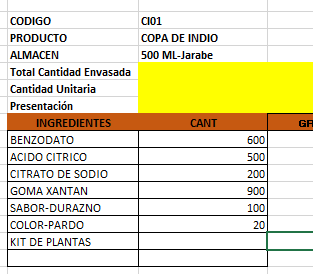 CODIGO CI01
PRODUCTO COPA DE INDIO
ALMACEN 500 ML-Jarabe
Total Cantidad Envasada
Cantidad Unitaria
Presentación
INGREDIENTES CANT
BENZODATO 600
ACIDO CITRICO 500
CITRATO DE SODIO 200
GOMA XANTAN 900
SABOR-DURAZNO 100
COLOR-PARDO 20
KIT DE PLANTAS